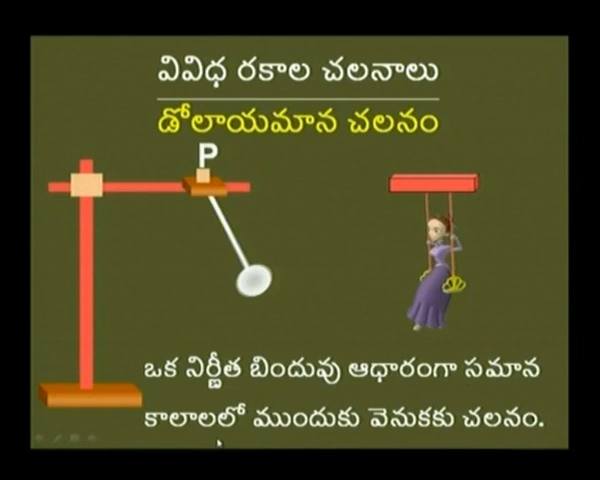 వివిధ రకాల చలనాలు
డోలాయమాన చలనం
P
ఒక నిర్ణీత బిందువు ఆధారంగా సమాన
కాలాలలో ముందుకు వెనుకకు చలనం.